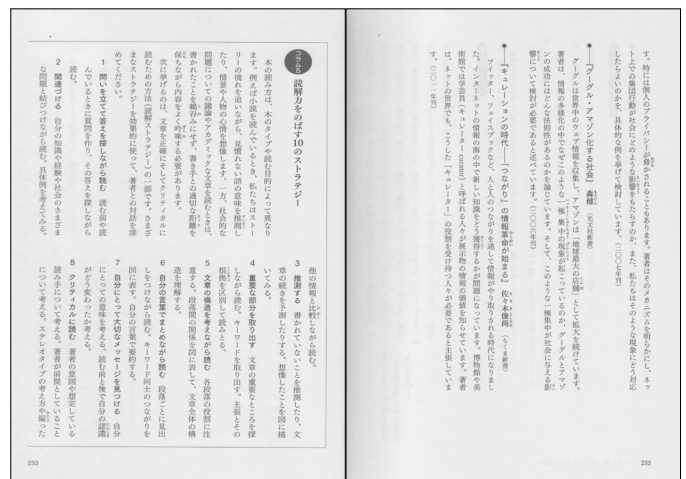 す。時には個人のプライバシーが脅かされることもあります。著者はそのメカニズムを明らかにし、ネッ
ト上での集団行動が社会にどのような影響をもたらすのか、また、私たちはそのような現象にどう対応
したらよいのかを、具体的な例を挙げて検討しています。(二〇〇七年刊)
『グーグル・アマゾン化する社会』 森健(光文社新書)
グーグルは世界中のウェブ情報を収集し、アマゾンは「地球最大の店舗」として拡大を続けています。
著者は、情報の多様化の中でなぜこのような「一極集中」の現象が起こっているのか、グーグルとアマゾ
ンの成功にはどんな法則性があるのかを論じています。そして、このような一極集中が社会に与える影
響について検討が必要であると述べています。(二〇〇六年刊)
『キュレーションの時代――「つながり」の情報革命が始まる』 佐々木俊尚(ちくま新書)
ツイッター、フェイスブックなど、人と人のつながりを通して情報がやり取りされる時代になりまし
た。インターネットの情報の海の中で新しい知識をどう獲得するかが問題になっています。博物館や美
術館では学芸員(キュレーター curator)と呼ばれる人々が展示物の情報の価値を知らせています。著者
は、ネットの世界でも、こうした「キュレーター」の役割を受け持つ人々が必要であると主張していま
す。(二〇一一年刊)
232
コラム9
読解力をのばす10のストラテジー
本の読み方は、本のタイプや読む目的によって異なり
ます。例えば小説を読んでいるとき、私たちはストー
リーの流れを追いながら、見慣れない語の意味を推測し
たり、情景や人物の心情を想像します。一方、社会的な
問題についての議論やアカデミックな文章を読むときは、
書かれたことを鵜呑みにせず、書き手との適切な距離を
保ちながら内容をよく吟味する必要があります。
次に挙げるのは、文章を正確にそしてクリティカルに
読むための方法(読解ストラテジー)の一部です。さまざ
まなストラテジーを効果的に使って、著者との対話を深
めてください。
1 問いを立てて答えを探しながら読む 読む前や読
んでいるときに質問を作り、その答えを探しながら
読む。
2 関連づける 自分の知識や経験や社会のさまざま
な問題と結びつけながら読む。具体例を考えてみる。
他の情報と比較しながら読む。
3 推測する 書かれていないことを推測したり、文
章の続きを予測したりする。想像したことを図に描
いてみる。
4 重要な部分を取り出す 文章の重要なところを探
しながら読む。キーワードを取り出す。主張とその
根拠を区別して読みとる。
5 文章の構造を考えながら読む 各段落の役割に注
意する。段落間の関係を図に表して、文章全体の構
造を理解する。
6 自分の言葉でまとめながら読む 段落ごとに見出
しをつけながら読む。キーワード同士のつながりを
図に表す。自分の言葉で要約する。
7 自分にとって大切なメッセージを見つける 自分
にとっての意味を考える。読む前と後で自分の認識
がどう変わったか考える。
8 クリティカルに読む 著者の意図や想定している
読み手について考える。著者が前提としていること
について考える。ステレオタイプの考え方や偏った
233